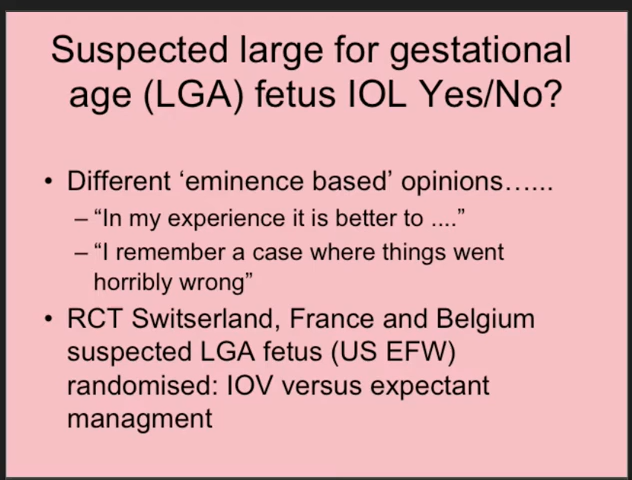 Suspected large for gestational
age (LGA) fetus IOL Yes/No?
• Different ‘eminence based’ opinions…...
– “In my experience it is better to ....”
– “I remember a case where things went
horribly wrong”
• RCT Switserland, France and Belgium
suspected LGA fetus (US EFW)
randomised: IOV versus expectant
managment